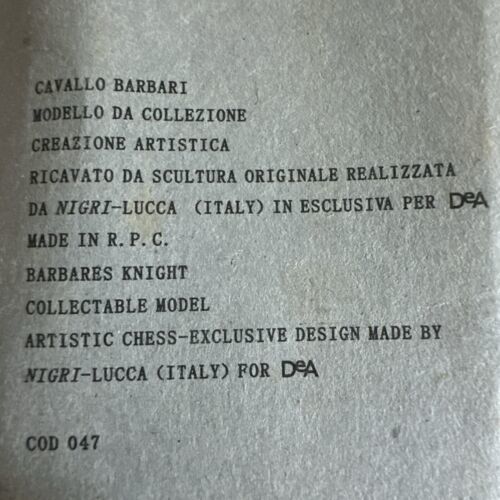 CAVALLO BARBARI
MODELLO DA COLLEZIONE
CREAZIONE ARTISTICA
RICAVATO DA SCULTURA ORIGINALE REALIZZATA
DA NIGRI-LUCCA (ITALY) IN ESCLUSIVA PER DeA
MADE IN R. P. C.
BARBARES KNIGHT
COLLECTABLE MODEL
ARTISTIC CHESS-EXCLUSIVE DESIGN MADE BY
NIGRI-LUCCA (ITALY) FOR DeA
COD 047